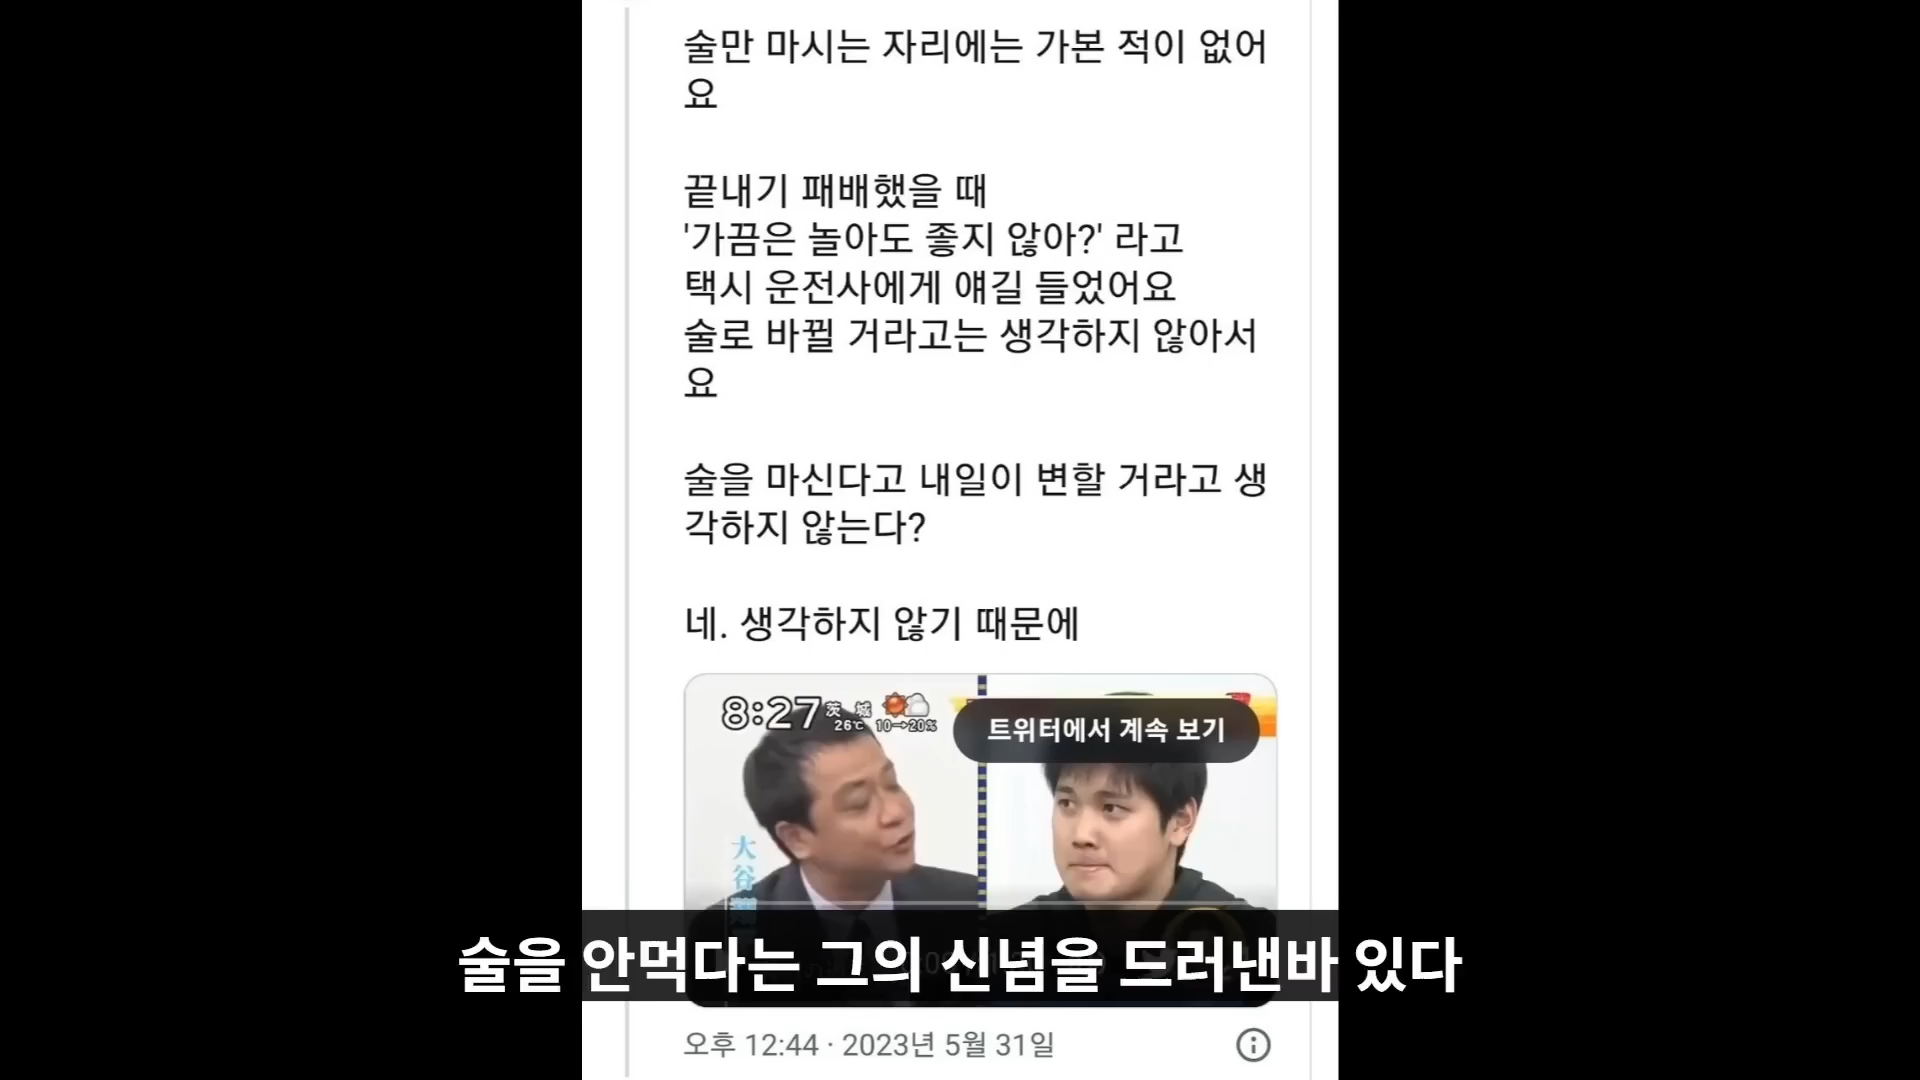 술만 마시는 자리에는 가본 적이 없어
요
끝내기 패배했을 때
'가끔은 놀아도 좋지 않아?' 라고
택시 운전사에게 얘길 들었어요
술로 바뀔 거라고는 생각하지 않아서
요
술을 마신다고 내일이 변할 거라고 생
각하지 않는다?
네. 생각하지 않기 때문에
8:27 茨 城
26℃ 10→20%
트위터에서 계속 보기
大谷翔
술을 안먹다는 그의 신념을 드러낸바 있다
오후 12:44 · 2023년 5월 31일